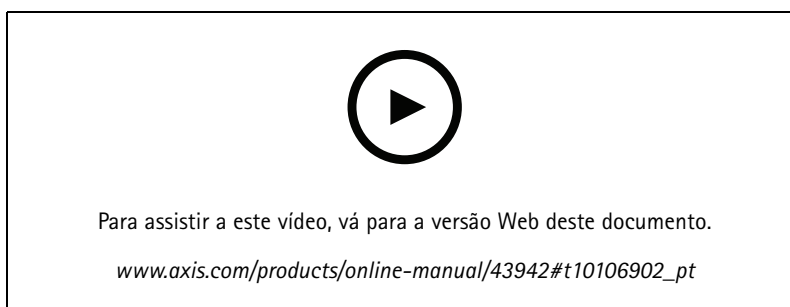 Para assistir a este vídeo, vá para a versão Web deste documento.
www.axis.com/products/online-manual/43942#t10106902_pt